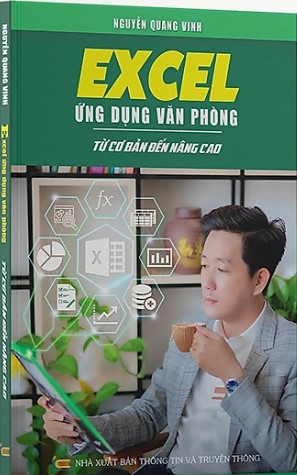 NGUYỄN QUANG VINH
EXCEL
ỨNG DỤNG VĂN PHÒNG
TỪ CƠ BẢN ĐẾN NÂNG CAO
fx
X
NHÀ XUẤT BẢN THÔNG TIN VÀ TRUYỀN THÔNG
NGUYỄN QUANG VINH
Excel ứng dụng văn phòng
TỪ CƠ BẢN ĐẾN NÂNG CAO